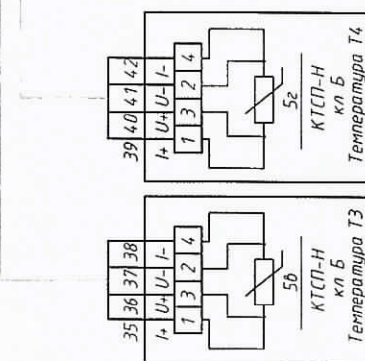 39 40 41 42
I+ U+ U- I-
1 3 2 4
5г
КТСП-Н
кл Б
Температура Т4
35 36 37 38
I+ U+ U- I-
1 3 2 4
5в
КТСП-Н
кл Б
Температура Т3